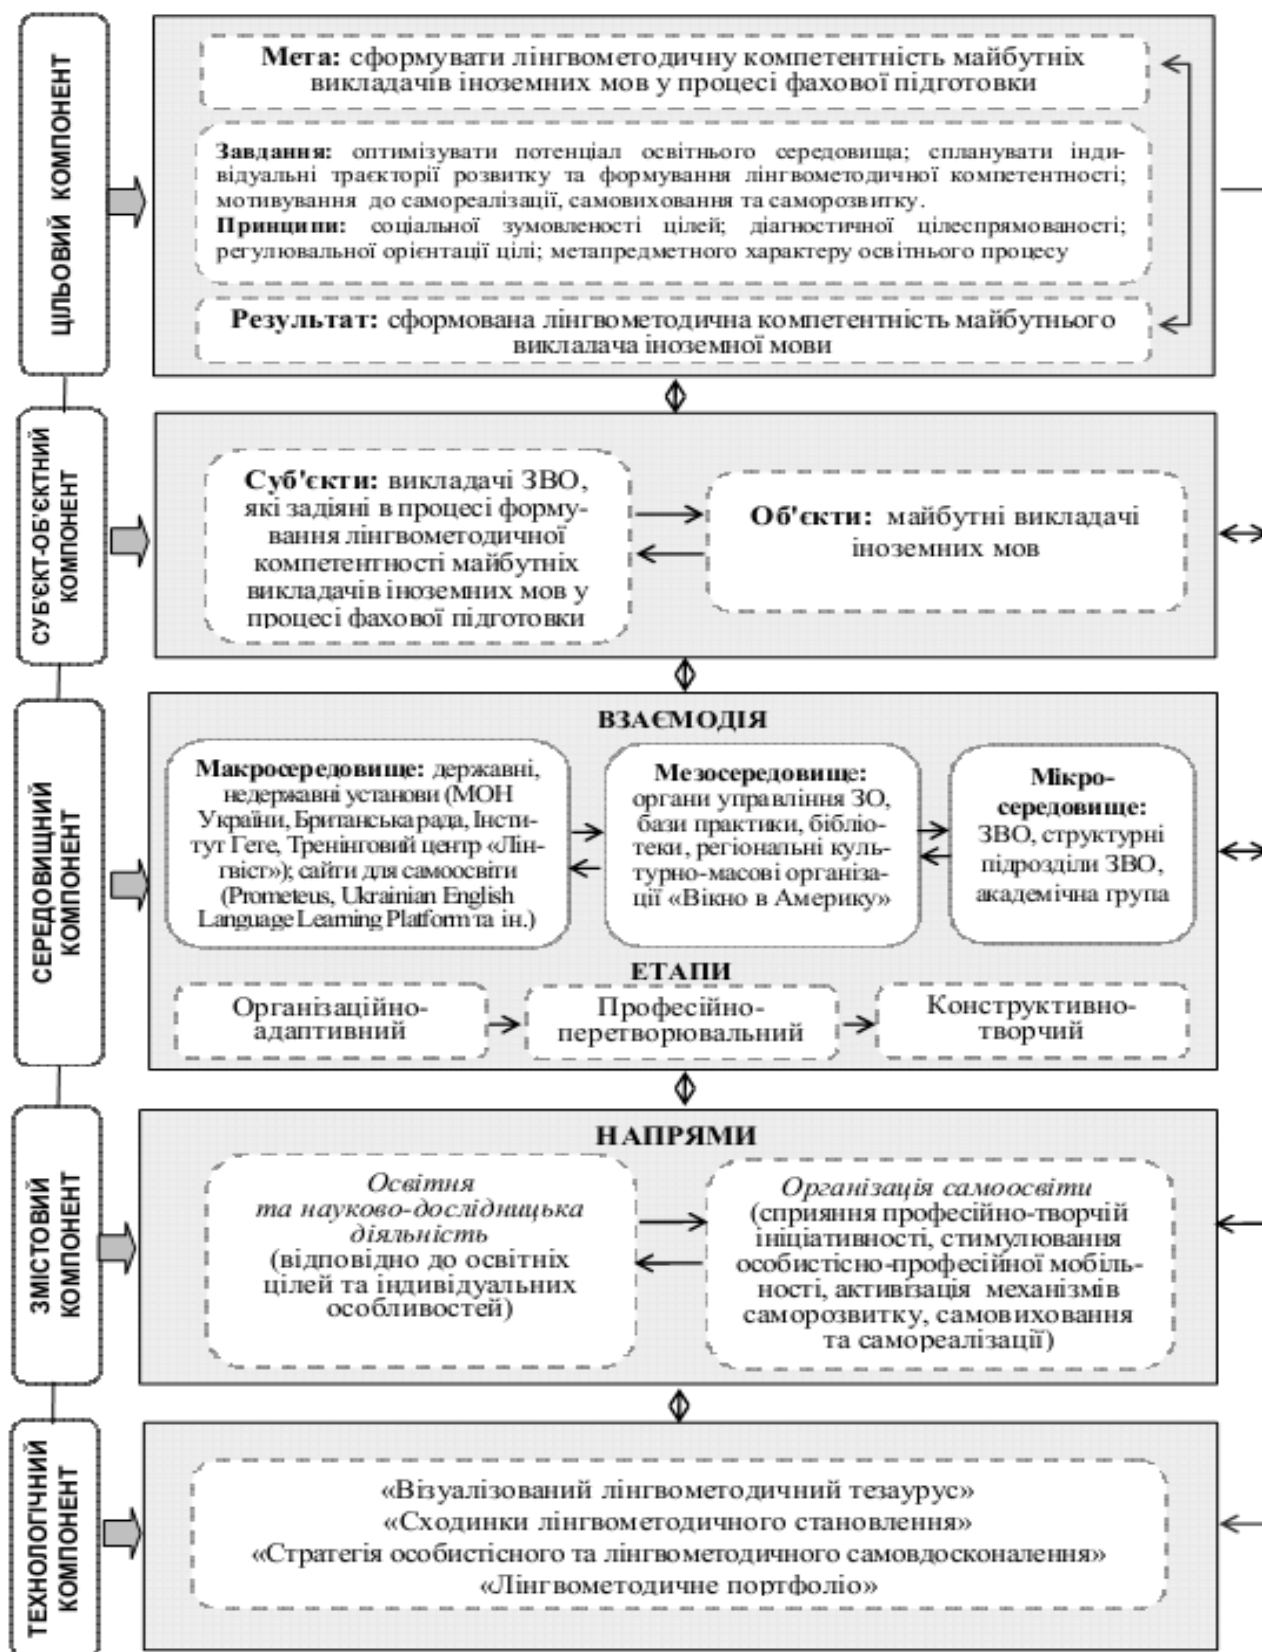 ЦІЛЬОВИЙ КОМПОНЕНТ
Мета: сформувати лінгвометодичну компетентність майбутніх
викладачів іноземних мов у процесі фахової підготовки
Завдання: оптимізувати потенціал освітнього середовища; спланувати інди-
відуальні траєкторії розвитку та формування лінгвометодичної компетентності;
мотивування до самореалізації, самовиховання та саморозвитку.
Принципи: соціальної зумовленості цілей; діагностичної цілеспрямованості;
регулювальної орієнтації цілі; метапредметного характеру освітнього процесу
Результат: сформована лінгвометодична компетентність майбутнього
викладача іноземної мови
СУБ'ЄКТ-ОБ'ЄКТНИЙ
КОМПОНЕНТ
Суб'єкти: викладачі ЗВО,
які задіяні в процесі форму-
вання лінгвометодичної
компетентності майбутніх
викладачів іноземних мов у
процесі фахової підготовки
Об'єкти: майбутні викладачі
іноземних мов
СЕРЕДОВИЩНИЙ
КОМПОНЕНТ
ВЗАЄМОДІЯ
Макросередовище: державні,
недержавні установи (МОН
України, Британська рада, Інсти-
тут Гете, Тренінговий центр «Лін-
гвіст»); сайти для самоосвіти
(Prometeus, Ukrainian English
Language Learning Platform та ін.)
Мезосередовище:
органи управління ЗО,
бази практики, бібліо-
теки, регіональні куль-
турно-масові організа-
ції «Вікно в Америку»
Мікро-
середовище:
ЗВО, структурні
підрозділи ЗВО,
академічна група
ЕТАПИ
Організаційно-
адаптивний
Професійно-
перетворювальний
Конструктивно-
творчий
ЗМІСТОВИЙ
КОМПОНЕНТ
НАПРЯМИ
Освітня
та науково-дослідницька
діяльність
(відповідно до освітніх
цілей та індивідуальних
особливостей)
Організація самоосвіти
(сприяння професійно-творчій
ініціативності, стимулювання
особистісно-професійної мобіль-
ності, активізація механізмів
саморозвитку, самовиховання
та самореалізації)
ТЕХНОЛОГІЧНИЙ
КОМПОНЕНТ
«Візуалізований лінгвометодичний тезаурус»
«Сходинки лінгвометодичного становлення»
«Стратегія особистісного та лінгвометодичного самовдосконалення»
«Лінгвометодичне портфоліо»